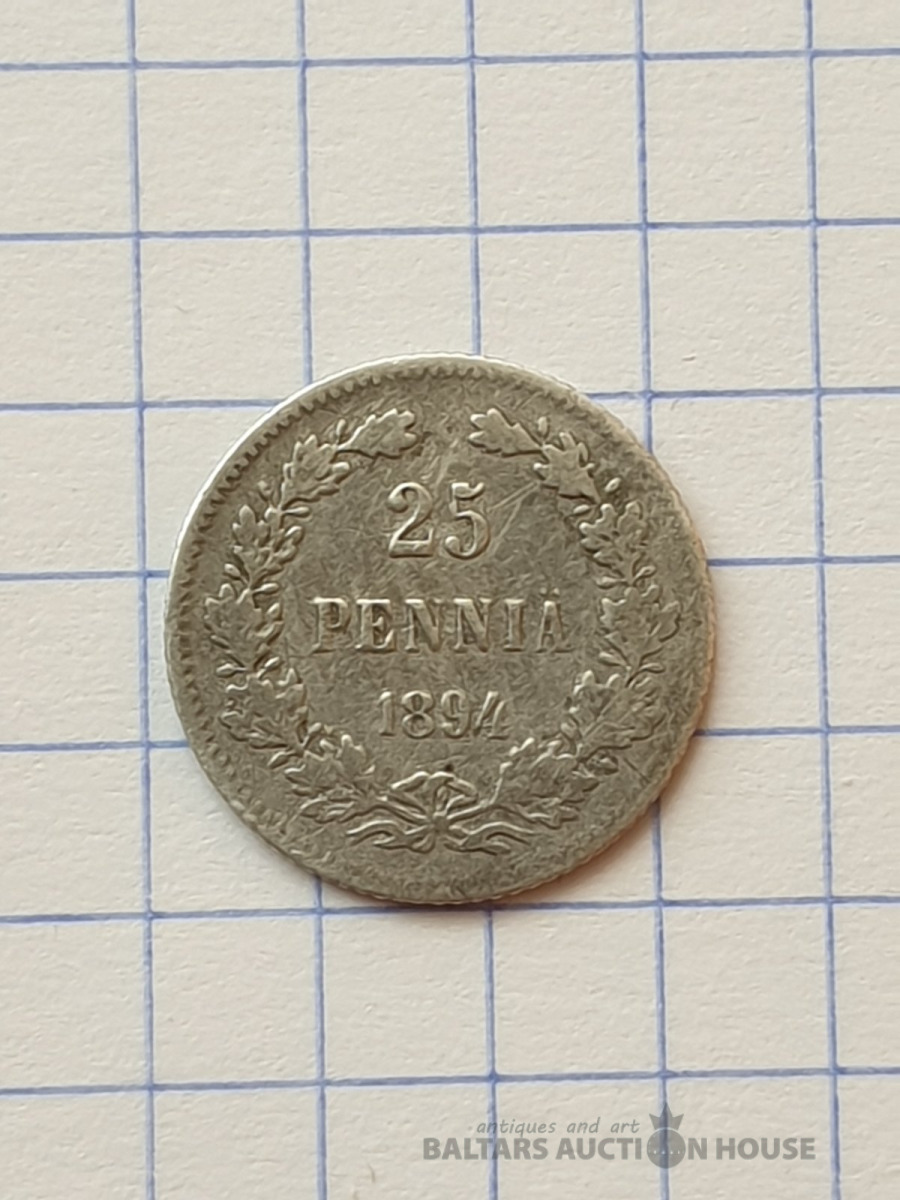 25
PENNIÄ
1894
antiques and art
BALTARS AUCTION HOUSE